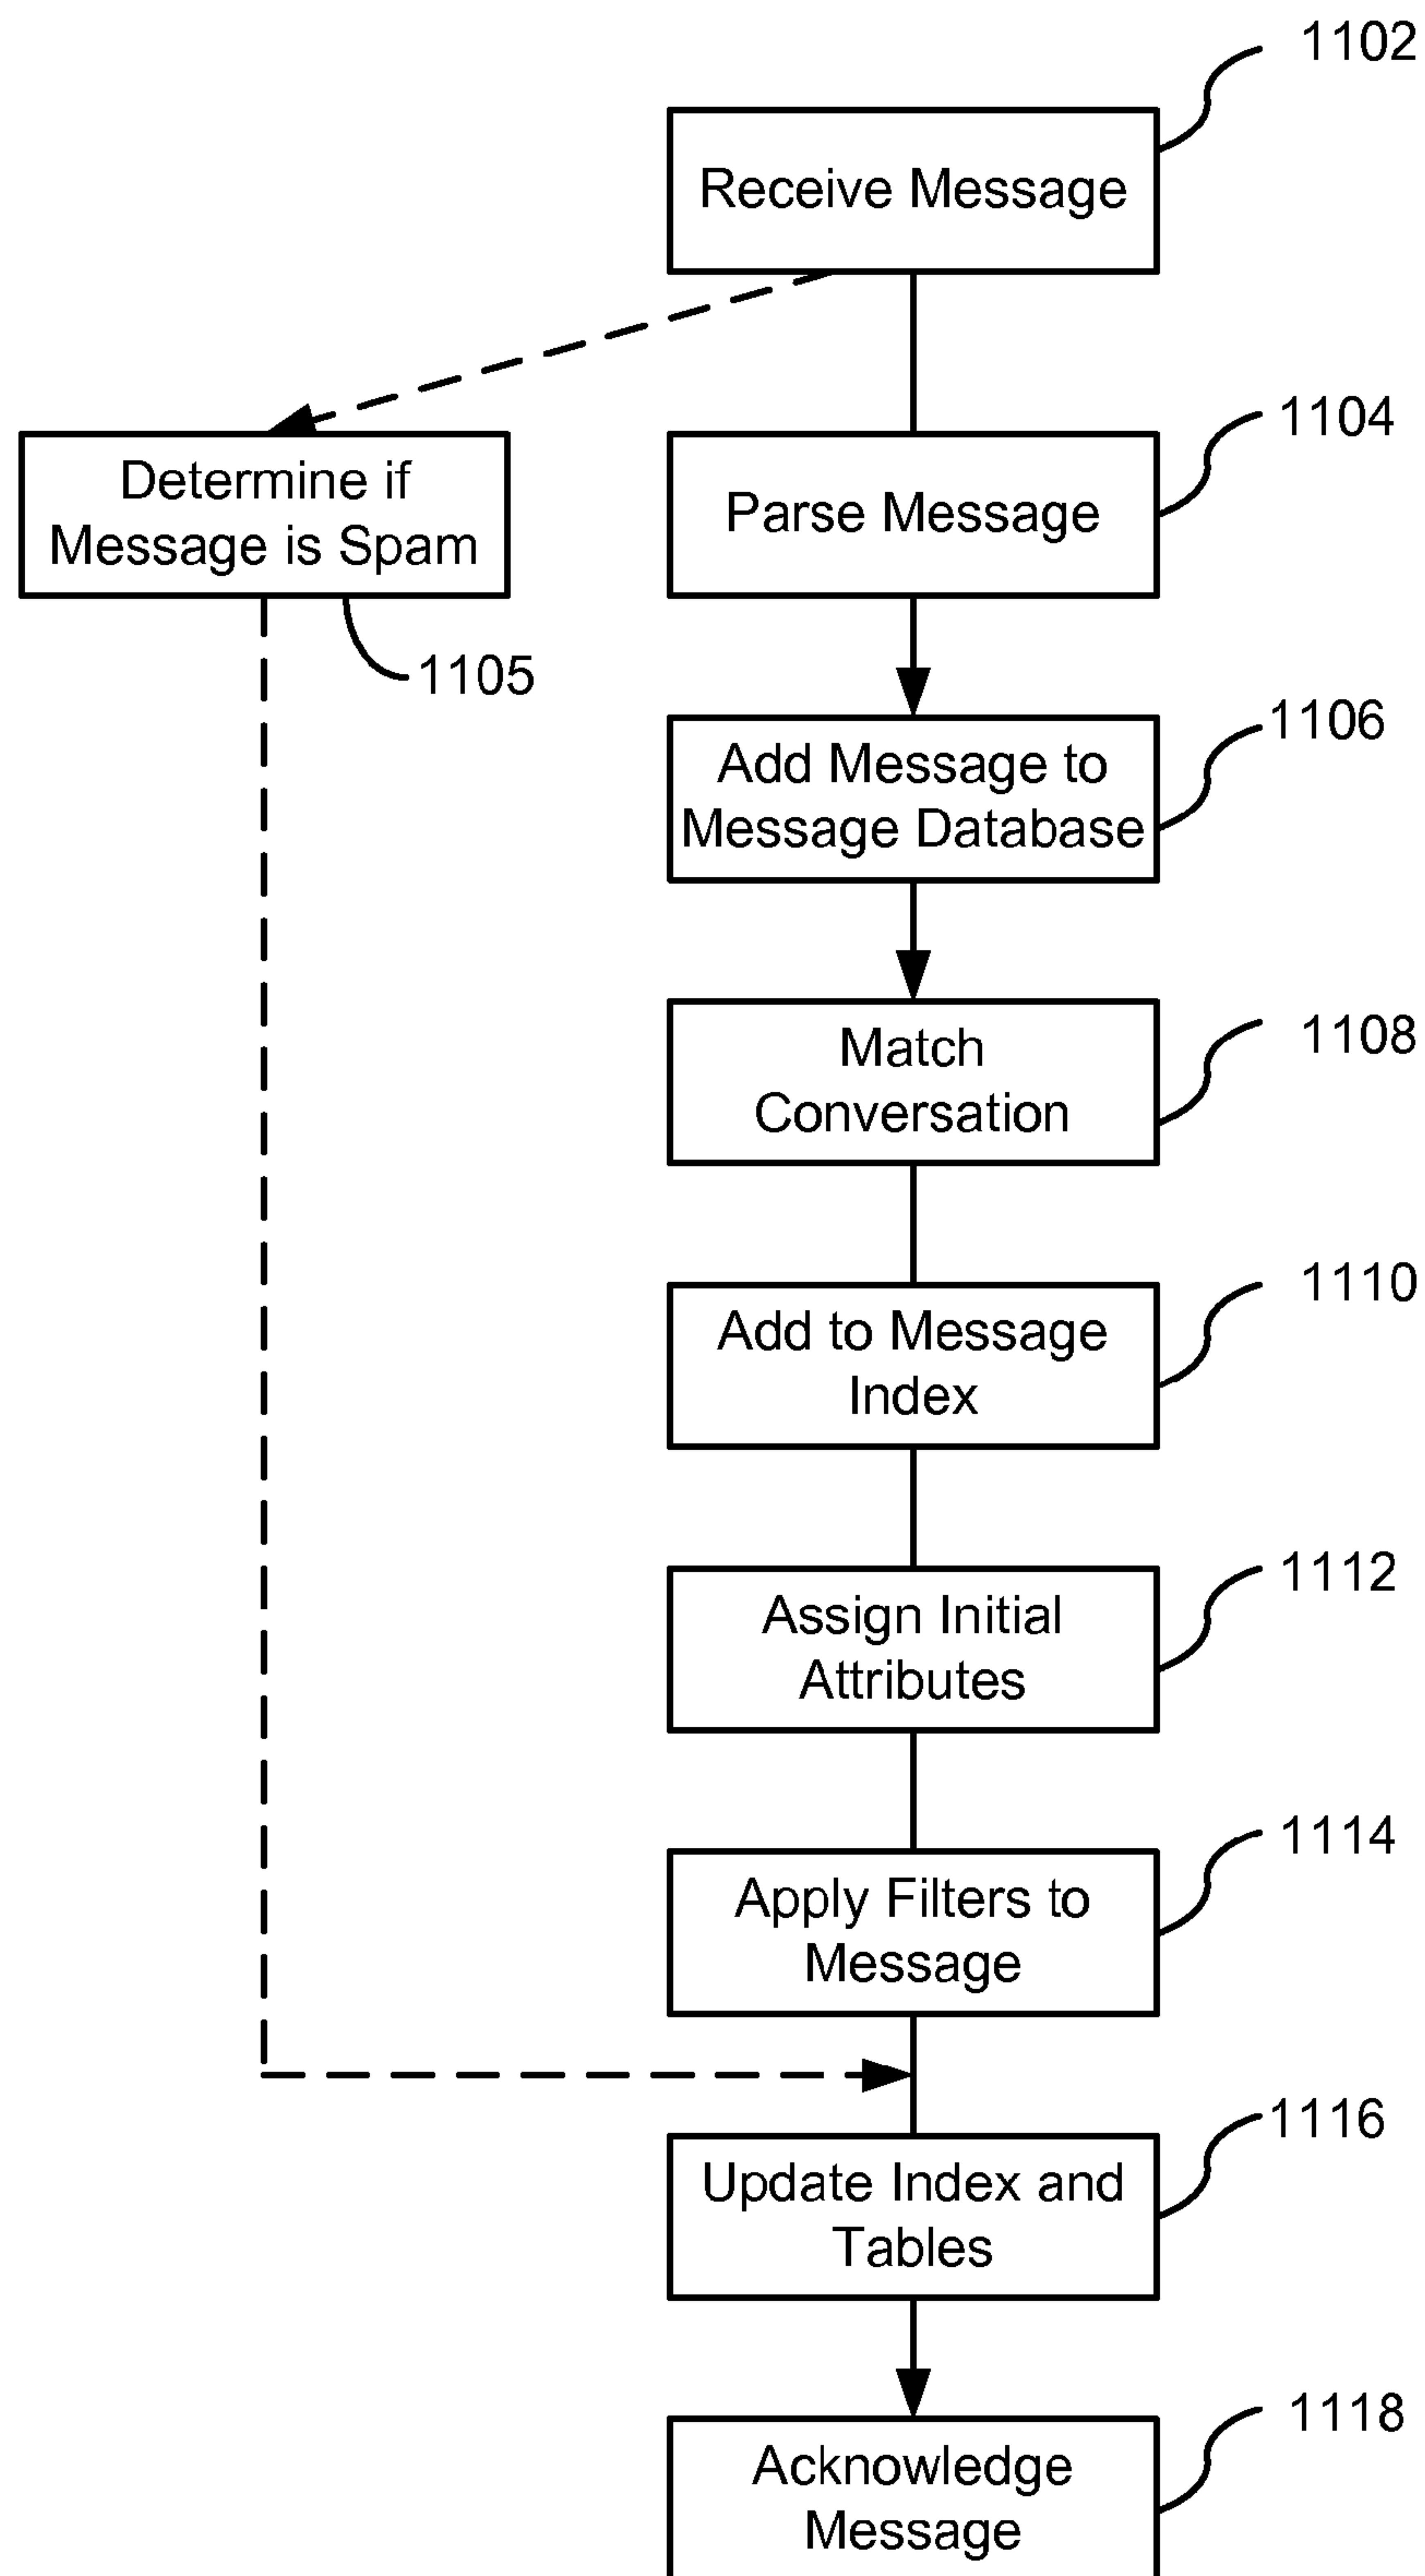 1102
Receive Message
1104
Determine if
Message is Spam
Parse Message
1105
1106
Add Message to
Message Database
1108
Match
Conversation
1110
Add to Message
Index
1112
Assign Initial
Attributes
1114
Apply Filters to
Message
1116
Update Index and
Tables
1118
Acknowledge
Message